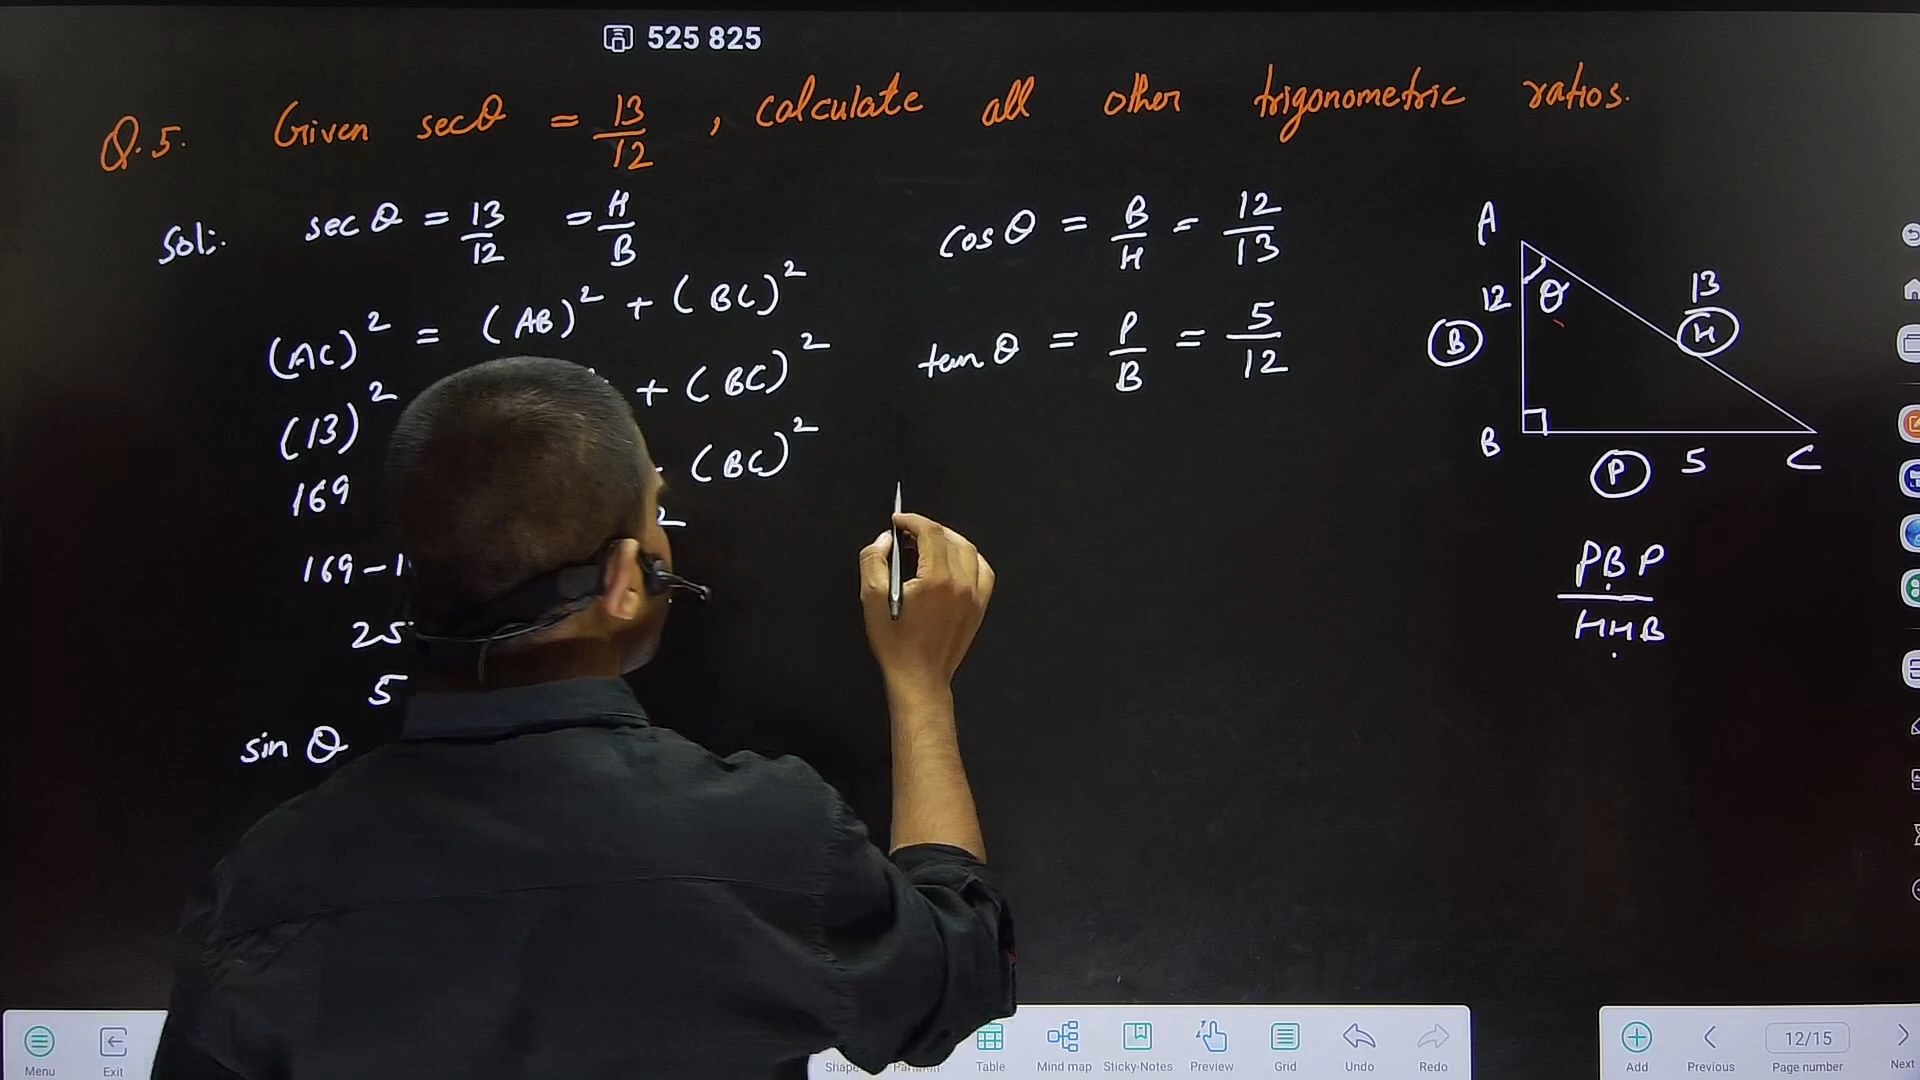 525 825
Q.5. Given secθ = 13/12, calculate all other trigonometric ratios.
Sol:. sec θ = 13/12 = H/B
(AC)² = (AB)² + (BC)²
(13)² + (BC)²
169 (BC)²
169 - 1
25
5
sin θ
cos θ = B/H = 12/13
tan θ = P/B = 5/12
A
12 θ 13
B H
B P 5 C
PBP
HHB
Menu Exit Table Mind map Sticky-Notes Preview Grid Undo Redo Add Previous 12/15 Page number Next